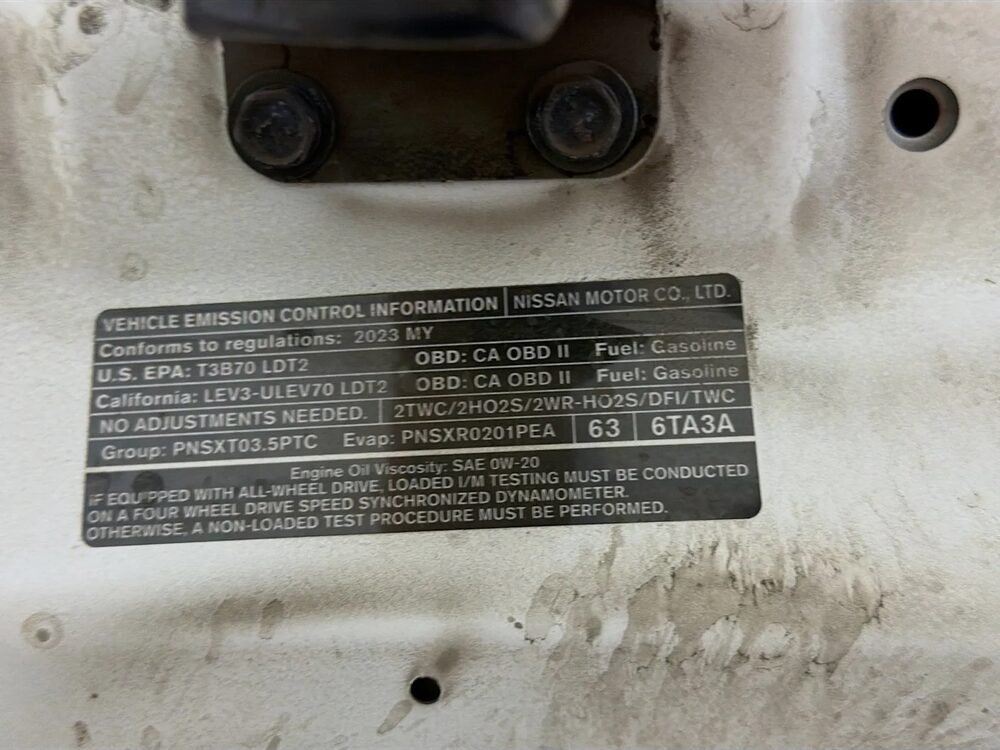 VEHICLE EMISSION CONTROL INFORMATION NISSAN MOTOR CO., LTD.
Conforms to regulations: 2023 MY
U.S. EPA: T3B70 LDT2 OBD: CA OBD II Fuel: Gasoline
California: LEV3-ULEV70 LDT2 OBD: CA OBD II Fuel: Gasoline
NO ADJUSTMENTS NEEDED. 2TWC/2HO2S/2WR-HO2S/DFI/TWC
Group: PNSXT03.5PTC Evap: PNSXR0201PEA 63 6TA3A
Engine Oil Viscosity: SAE 0W-20
IF EQUIPPED WITH ALL-WHEEL DRIVE, LOADED I/M TESTING MUST BE CONDUCTED
ON A FOUR WHEEL DRIVE SPEED SYNCHRONIZED DYNAMOMETER.
OTHERWISE, A NON-LOADED TEST PROCEDURE MUST BE PERFORMED.